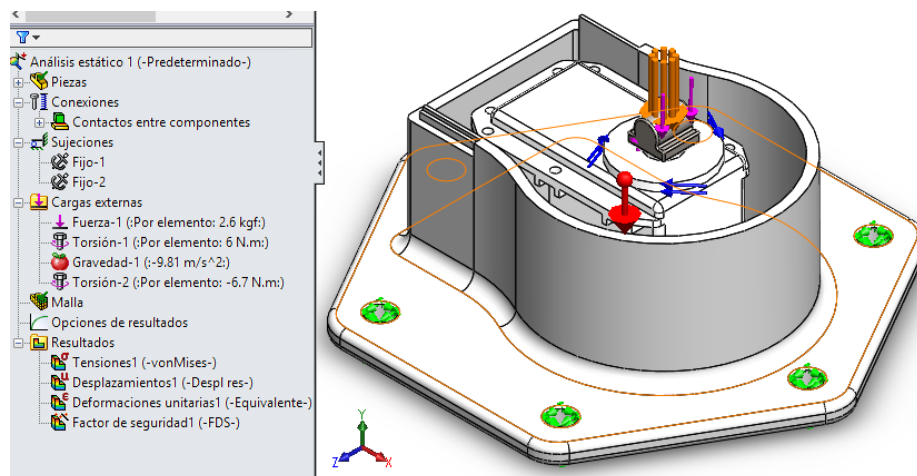 Análisis estático 1 (-Predeterminado-)
Piezas
Conexiones
Contactos entre componentes
Sujeciones
Fijo-1
Fijo-2
Cargas externas
Fuerza-1 (:Por elemento: 2.6 kgf:)
Torsión-1 (:Por elemento: 6 N.m:)
Gravedad-1 (:-9.81 m/s^2:)
Torsión-2 (:Por elemento: -6.7 N.m:)
Malla
Opciones de resultados
Resultados
Tensiones1 (-vonMises-)
Desplazamientos1 (-Despl res-)
Deformaciones unitarias1 (-Equivalente-)
Factor de seguridad1 (-FDS-)
Y
Z
X